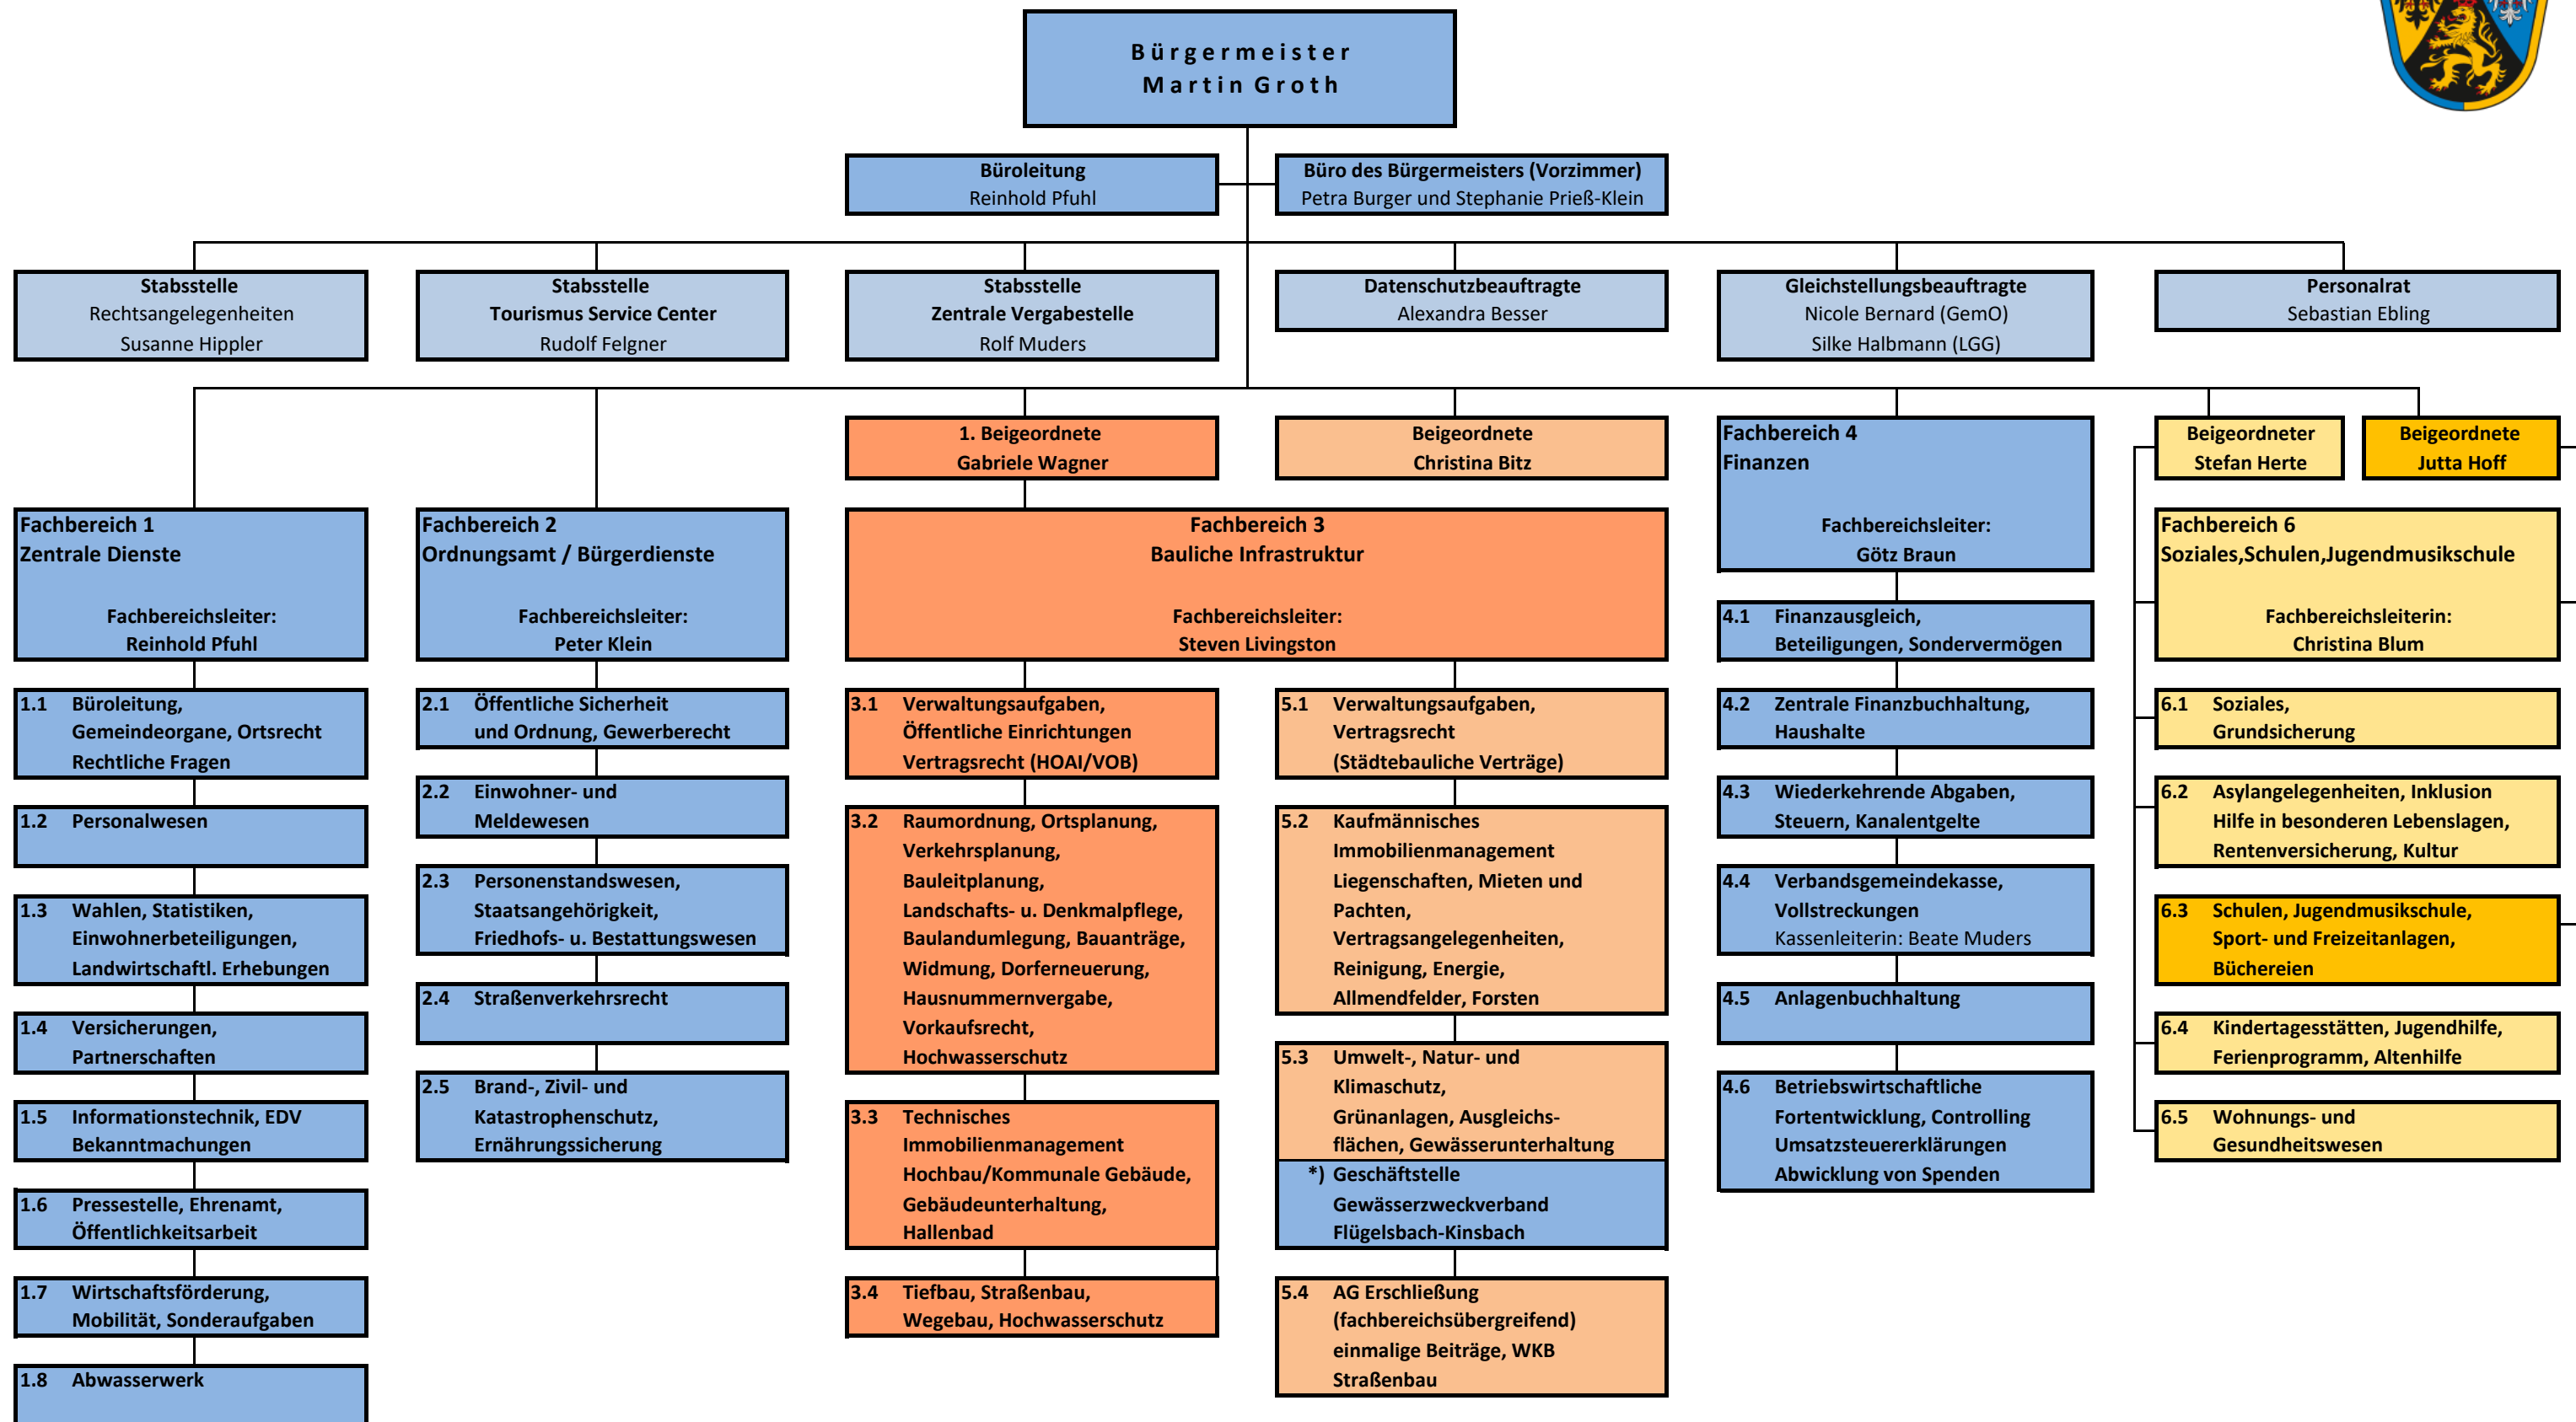 Bürgermeister
Martin Groth
Büroleitung
Reinhold Pfuhl
Büro des Bürgermeisters (Vorzimmer)
Petra Burger und Stephanie Prieß-Klein
Stabsstelle
Rechtsangelegenheiten
Susanne Hippler
Stabsstelle
Tourismus Service Center
Rudolf Felgner
Stabsstelle
Zentrale Vergabestelle
Rolf Muders
Datenschutzbeauftragte
Alexandra Besser
Gleichstellungsbeauftragte
Nicole Bernard (GemO)
Silke Halbmann (LGG)
Personalrat
Sebastian Ebling
Fachbereich 1
Zentrale Dienste
Fachbereichsleiter:
Reinhold Pfuhl
1.1 Büroleitung,
Gemeindeorgane, Ortsrecht
Rechtliche Fragen
1.2 Personalwesen
1.3 Wahlen, Statistiken,
Einwohnerbeteiligungen,
Landwirtschaftl. Erhebungen
1.4 Versicherungen,
Partnerschaften
1.5 Informationstechnik, EDV
Bekanntmachungen
1.6 Pressestelle, Ehrenamt,
Öffentlichkeitsarbeit
1.7 Wirtschaftsförderung,
Mobilität, Sonderaufgaben
1.8 Abwasserwerk
Fachbereich 2
Ordnungsamt / Bürgerdienste
Fachbereichsleiter:
Peter Klein
2.1 Öffentliche Sicherheit
und Ordnung, Gewerberecht
2.2 Einwohner- und
Meldewesen
2.3 Personenstandswesen,
Staatsangehörigkeit,
Friedhofs- u. Bestattungswesen
2.4 Straßenverkehrsrecht
2.5 Brand-, Zivil- und
Katastrophenschutz,
Ernährungssicherung
1. Beigeordnete
Gabriele Wagner
Beigeordnete
Christina Bitz
Fachbereich 3
Bauliche Infrastruktur
Fachbereichsleiter:
Steven Livingston
3.1 Verwaltungsaufgaben,
Öffentliche Einrichtungen
Vertragsrecht (HOAI/VOB)
3.2 Raumordnung, Ortsplanung,
Verkehrsplanung,
Bauleitplanung,
Landschafts- u. Denkmalpflege,
Baulandumlegung, Bauanträge,
Widmung, Dorferneuerung,
Hausnummernvergabe,
Vorkaufsrecht,
Hochwasserschutz
3.3 Technisches
Immobilienmanagement
Hochbau/Kommunale Gebäude,
Gebäudeunterhaltung,
Hallenbad
3.4 Tiefbau, Straßenbau,
Wegebau, Hochwasserschutz
5.1 Verwaltungsaufgaben,
Vertragsrecht
(Städtebauliche Verträge)
5.2 Kaufmännisches
Immobilienmanagement
Liegenschaften, Mieten und
Pachten,
Vertragsangelegenheiten,
Reinigung, Energie,
Allmendfelder, Forsten
5.3 Umwelt-, Natur- und
Klimaschutz,
Grünanlagen, Ausgleichs-
flächen, Gewässerunterhaltung
*) Geschäftstelle
Gewässerzweckverband
Flügelsbach-Kinsbach
5.4 AG Erschließung
(fachbereichsübergreifend)
einmalige Beiträge, WKB
Straßenbau
Fachbereich 4
Finanzen
Fachbereichsleiter:
Götz Braun
4.1 Finanzausgleich,
Beteiligungen, Sondervermögen
4.2 Zentrale Finanzbuchhaltung,
Haushalte
4.3 Wiederkehrende Abgaben,
Steuern, Kanalentgelte
4.4 Verbandsgemeindekasse,
Vollstreckungen
Kassenleiterin: Beate Muders
4.5 Anlagenbuchhaltung
4.6 Betriebswirtschaftliche
Fortentwicklung, Controlling
Umsatzsteuererklärungen
Abwicklung von Spenden
Beigeordneter
Stefan Herte
Beigeordnete
Jutta Hoff
Fachbereich 6
Soziales,Schulen,Jugendmusikschule
Fachbereichsleiterin:
Christina Blum
6.1 Soziales,
Grundsicherung
6.2 Asylangelegenheiten, Inklusion
Hilfe in besonderen Lebenslagen,
Rentenversicherung, Kultur
6.3 Schulen, Jugendmusikschule,
Sport- und Freizeitanlagen,
Büchereien
6.4 Kindertagesstätten, Jugendhilfe,
Ferienprogramm, Altenhilfe
6.5 Wohnungs- und
Gesundheitswesen